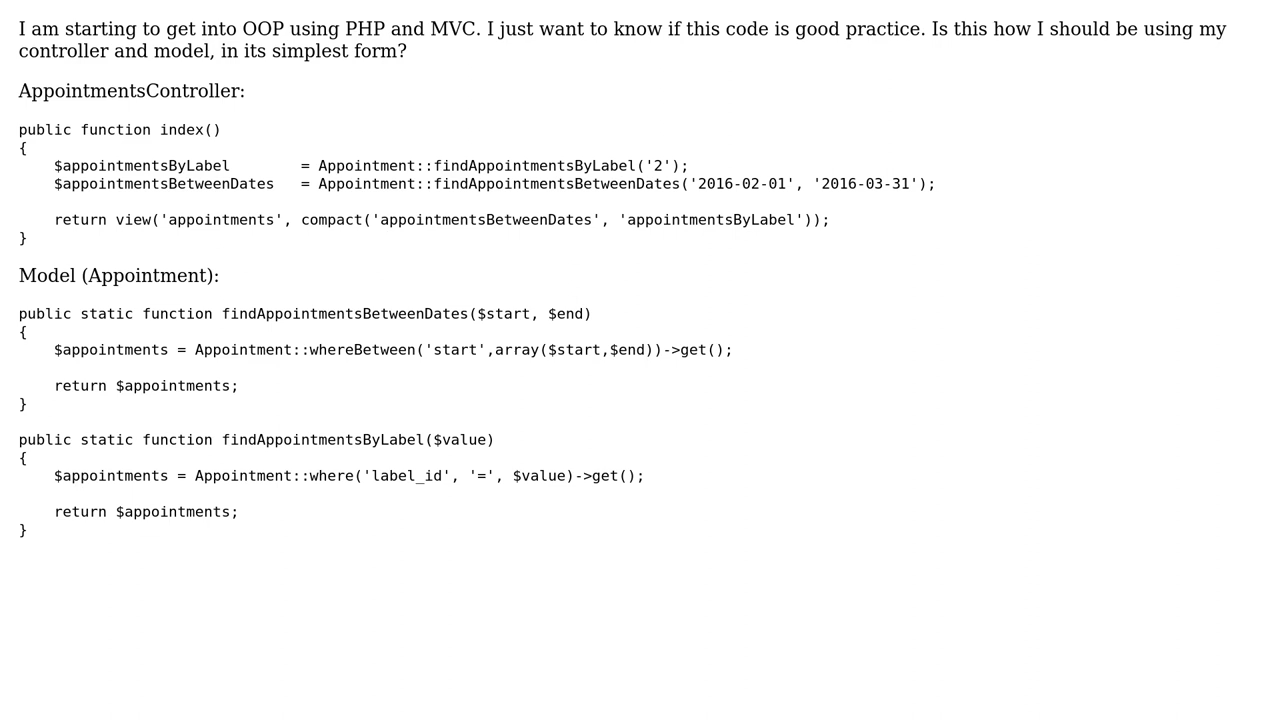 I am starting to get into OOP using PHP and MVC. I just want to know if this code is good practice. Is this how I should be using my
controller and model, in its simplest form?
AppointmentsController:
public function index()
{
    $appointmentsByLabel        = Appointment::findAppointmentsByLabel('2');
    $appointmentsBetweenDates   = Appointment::findAppointmentsBetweenDates('2016-02-01', '2016-03-31');

    return view('appointments', compact('appointmentsBetweenDates', 'appointmentsByLabel'));
}
Model (Appointment):
public static function findAppointmentsBetweenDates($start, $end)
{
    $appointments = Appointment::whereBetween('start',array($start,$end))->get();

    return $appointments;
}

public static function findAppointmentsByLabel($value)
{
    $appointments = Appointment::where('label_id', '=', $value)->get();

    return $appointments;
}